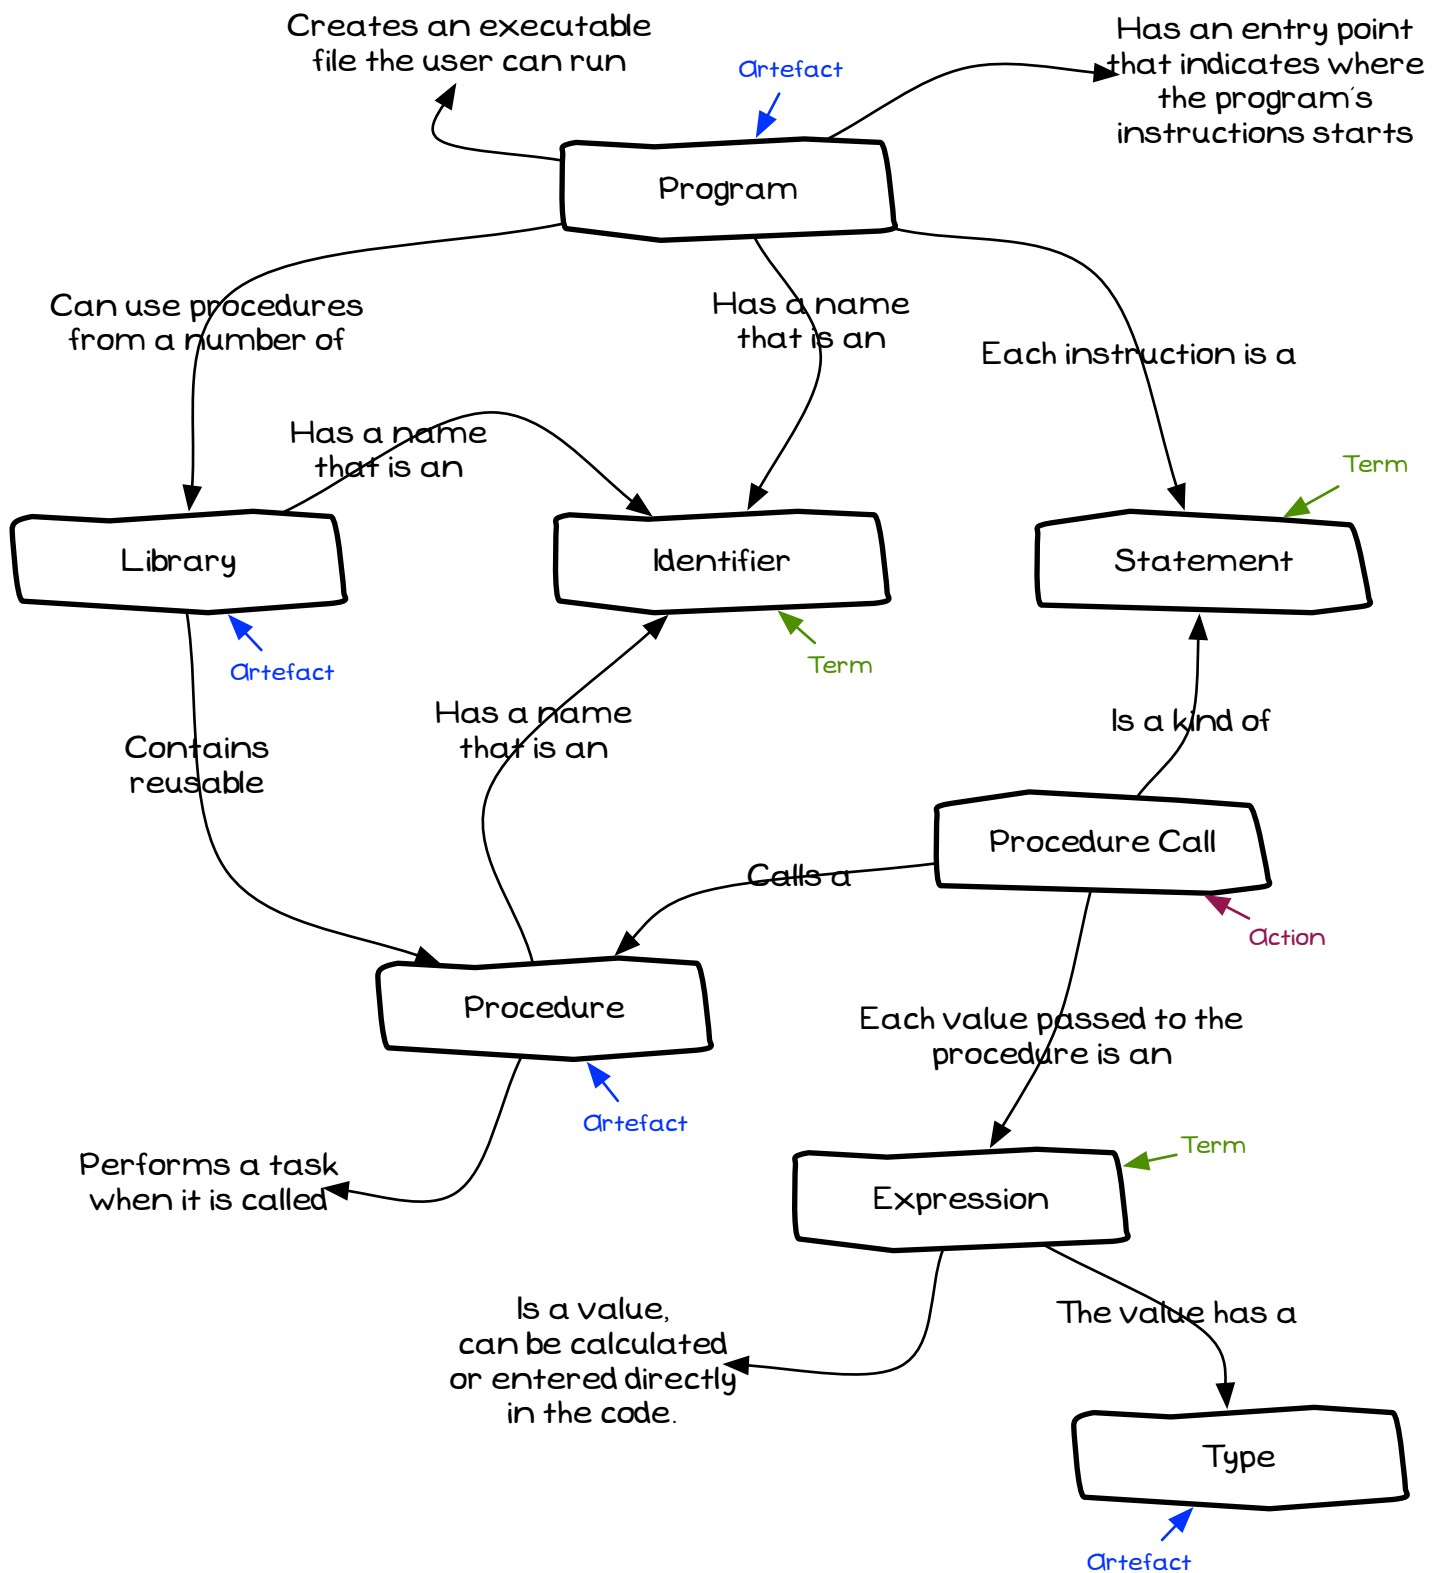 Creates an executable
file the user can run
Artefact
Has an entry point
that indicates where
the program's
instructions starts
Program
Can use procedures
from a number of
Has a name
that is an
Each instruction is a
Has a name
that is an
Term
Library
Identifier
Statement
Artefact
Term
Has a name
that is an
Is a kind of
Contains
reusable
Procedure Call
Calls a
Action
Procedure
Each value passed to the
procedure is an
Artefact
Term
Performs a task
when it is called
Expression
Is a value,
can be calculated
or entered directly
in the code.
The value has a
Type
Artefact